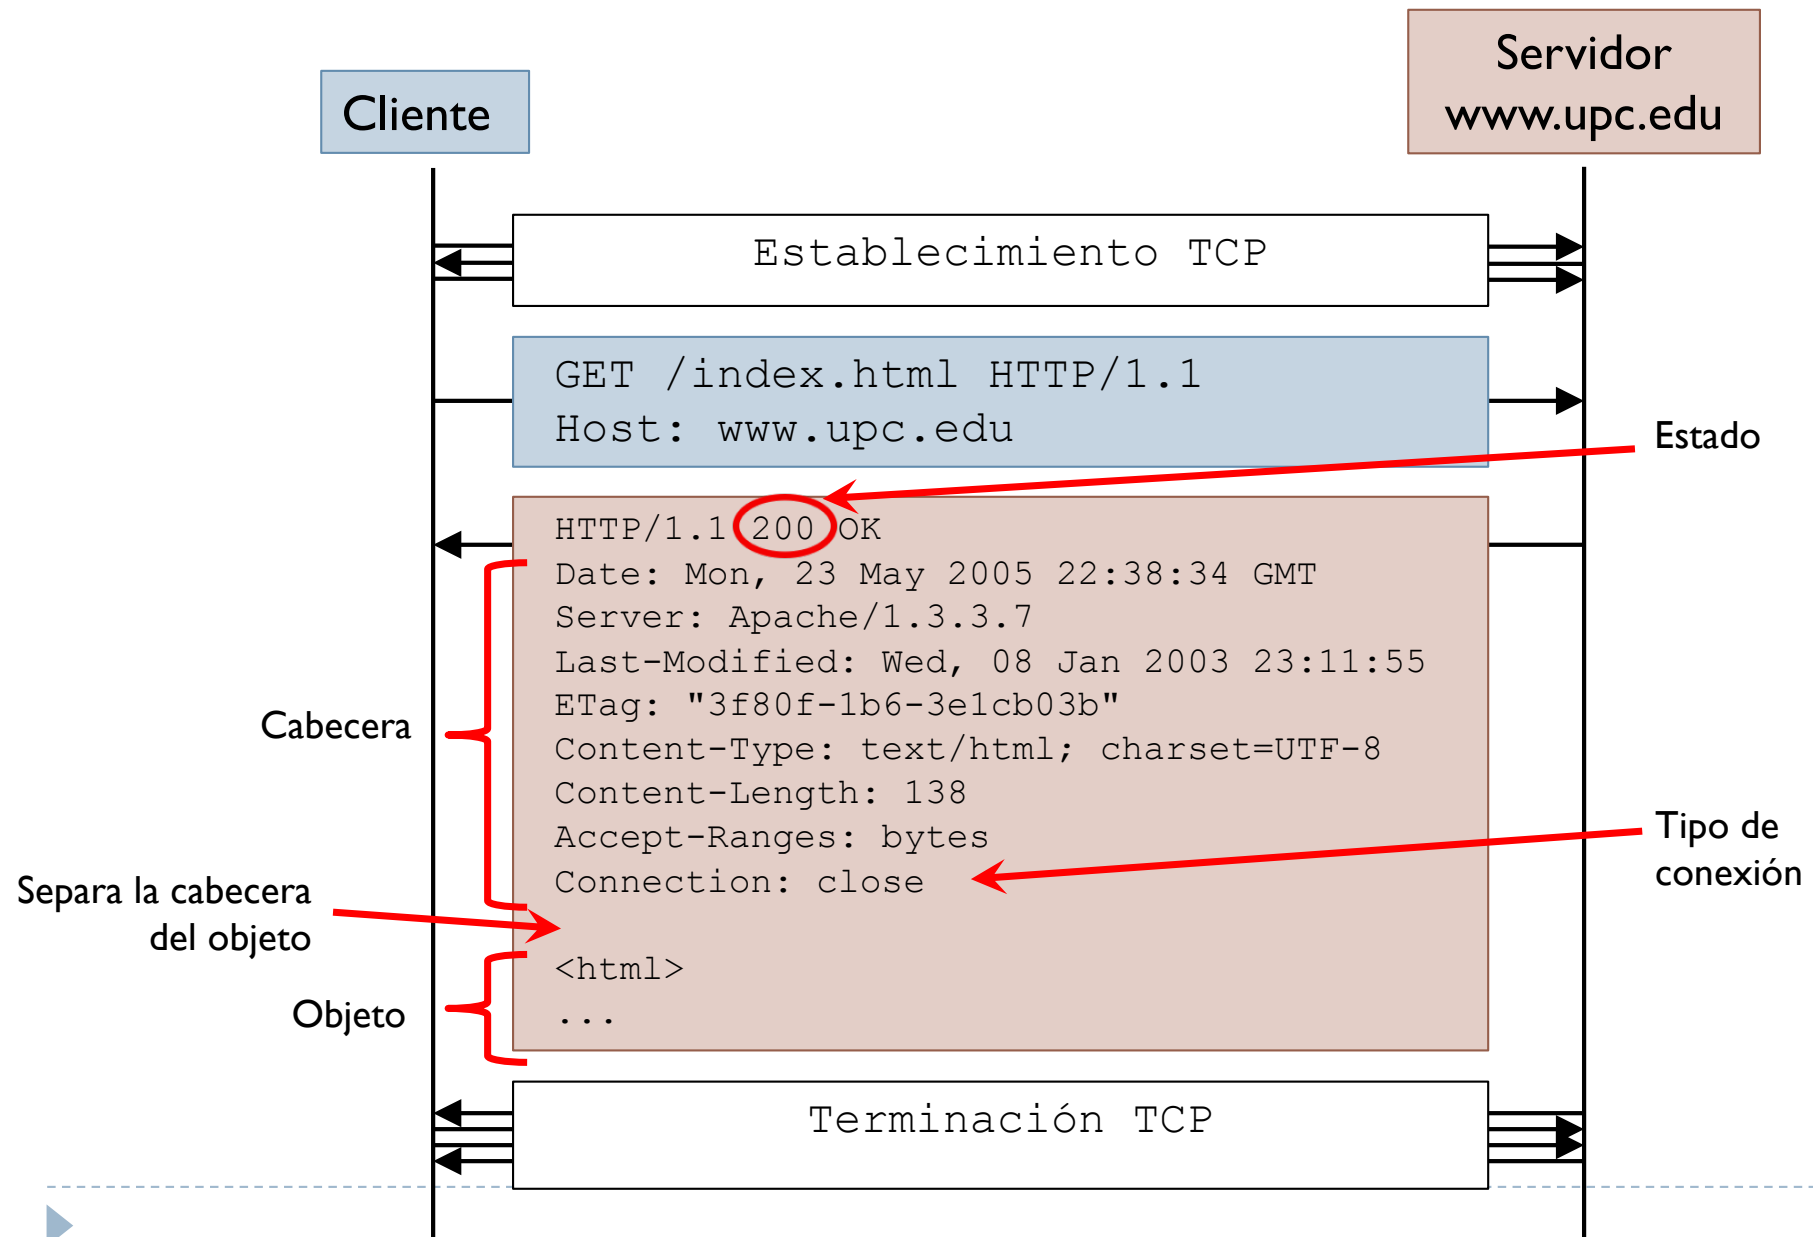 Cliente
Servidor
www.upc.edu
Establecimiento TCP
GET /index.html HTTP/1.1
Host: www.upc.edu
Estado
HTTP/1.1 200 OK
Date: Mon, 23 May 2005 22:38:34 GMT
Server: Apache/1.3.3.7
Last-Modified: Wed, 08 Jan 2003 23:11:55
ETag: "3f80f-1b6-3e1cb03b"
Content-Type: text/html; charset=UTF-8
Content-Length: 138
Accept-Ranges: bytes
Connection: close
<html>
...
Cabecera
Tipo de
conexión
Separa la cabecera
del objeto
Objeto
Terminación TCP